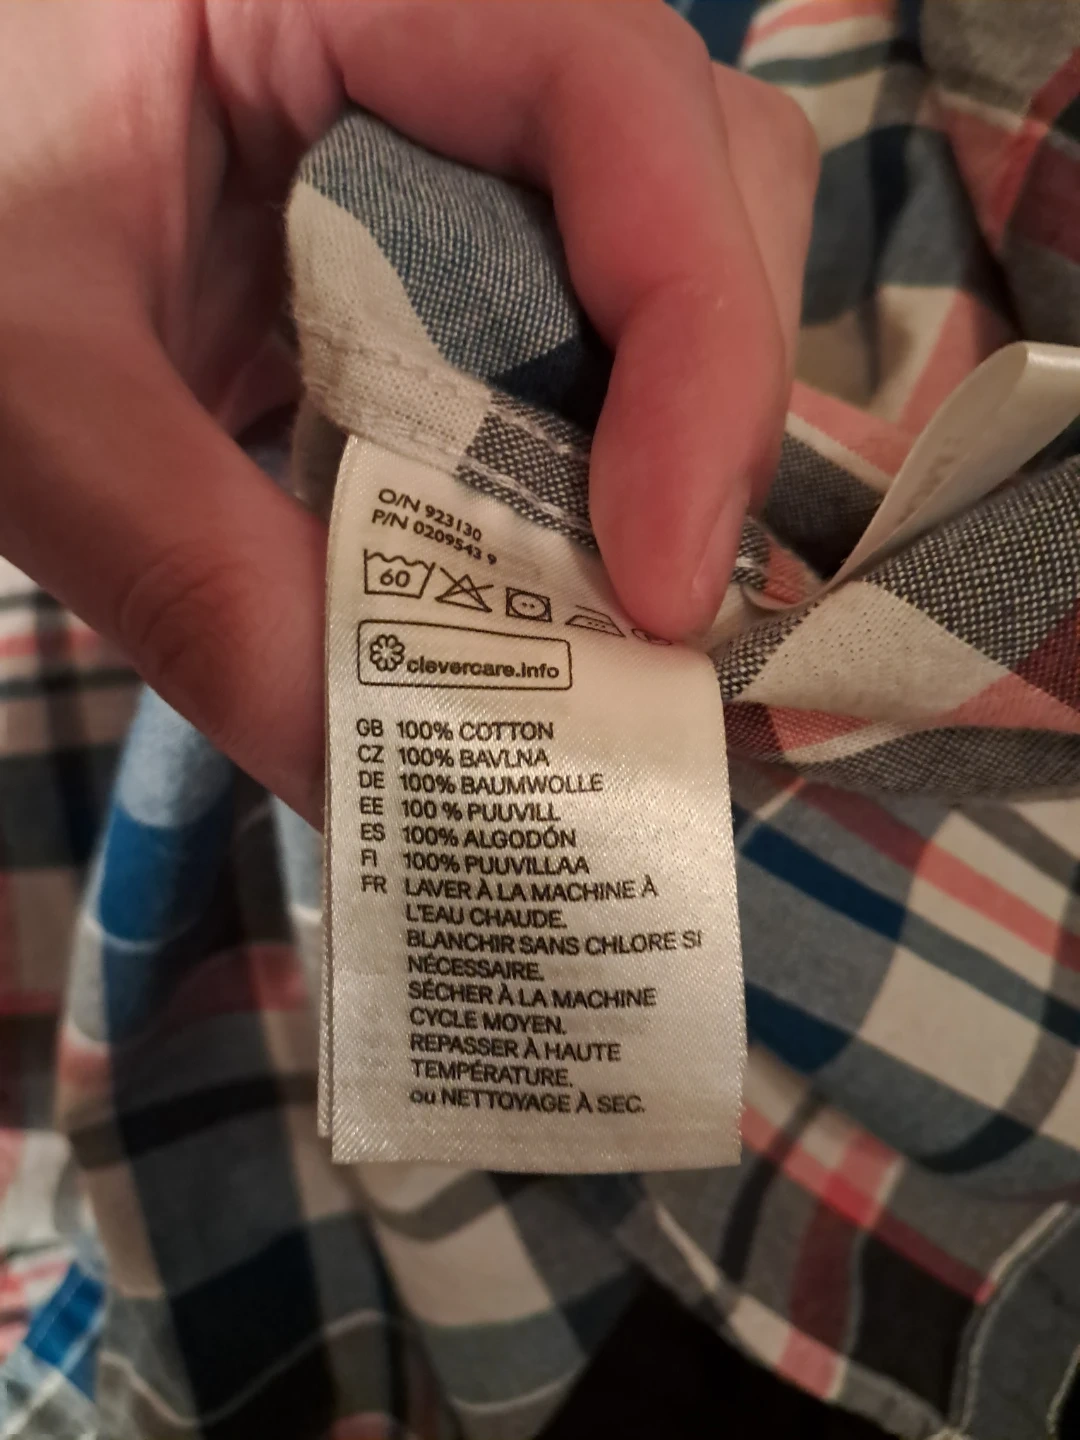 O/N 923130
P/N 0209543 9
60
clevercare.info
GB 100% COTTON
CZ 100% BAVLNA
DE 100% BAUMWOLLE
EE 100 % PUUVILL
ES 100% ALGODÓN
FI 100% PUUVILLAA
FR LAVER À LA MACHINE À
L'EAU CHAUDE.
BLANCHIR SANS CHLORE SI
NÉCESSAIRE.
SÉCHER À LA MACHINE
CYCLE MOYEN.
REPASSER À HAUTE
TEMPÉRATURE.
ou NETTOYAGE À SEC.